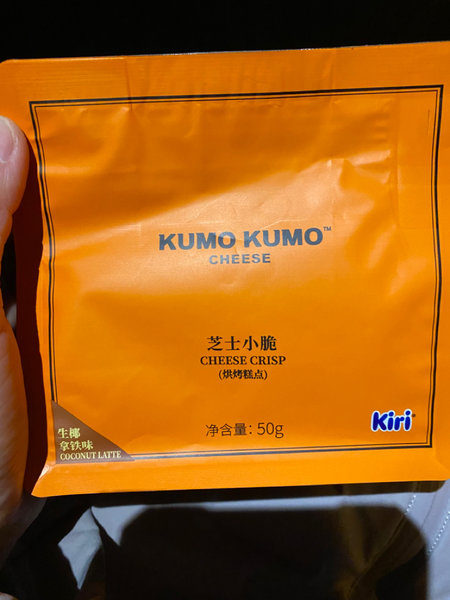 KUMO KUMO™
CHEESE
芝士小脆
CHEESE CRISP
(烘烤糕点)
净含量: 50g
Kiri
生椰
拿铁味
COCONUT LATTE